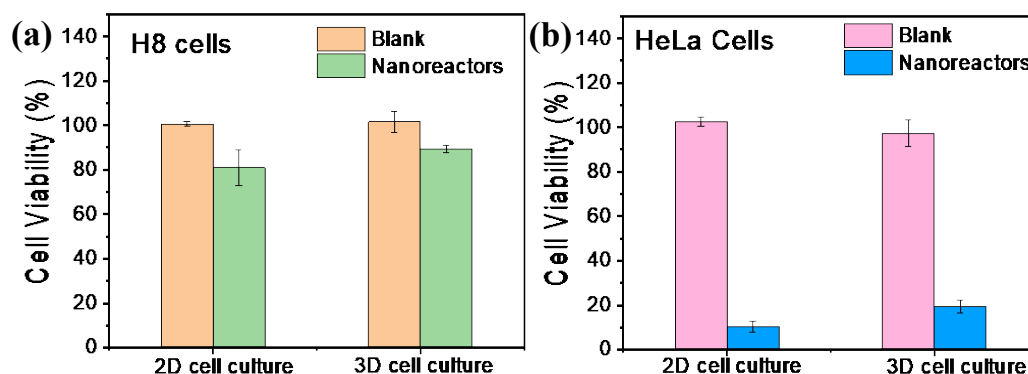 (a)
H8 cells
Blank
Nanoreactors
Cell Viability (%)
140
120
100
80
60
40
20
0
2D cell culture
3D cell culture
(b)
HeLa Cells
Blank
Nanoreactors
Cell Viability (%)
140
120
100
80
60
40
20
0
2D cell culture
3D cell culture